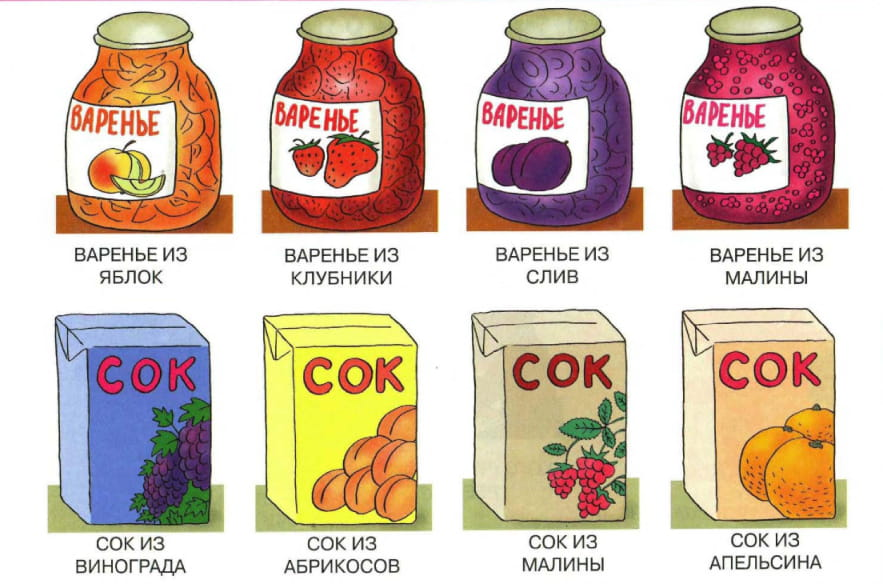 ВАРЕНЬЕ
ВАРЕНЬЕ
ВАРЕНЬЕ
ВАРЕНЬЕ
ВАРЕНЬЕ ИЗ
ЯБЛОК
ВАРЕНЬЕ ИЗ
КЛУБНИКИ
ВАРЕНЬЕ ИЗ
СЛИВ
ВАРЕНЬЕ ИЗ
МАЛИНЫ
СОК
СОК
СОК
СОК
СОК ИЗ
ВИНОГРАДА
СОК ИЗ
АБРИКОСОВ
СОК ИЗ
МАЛИНЫ
СОК ИЗ
АПЕЛЬСИНА